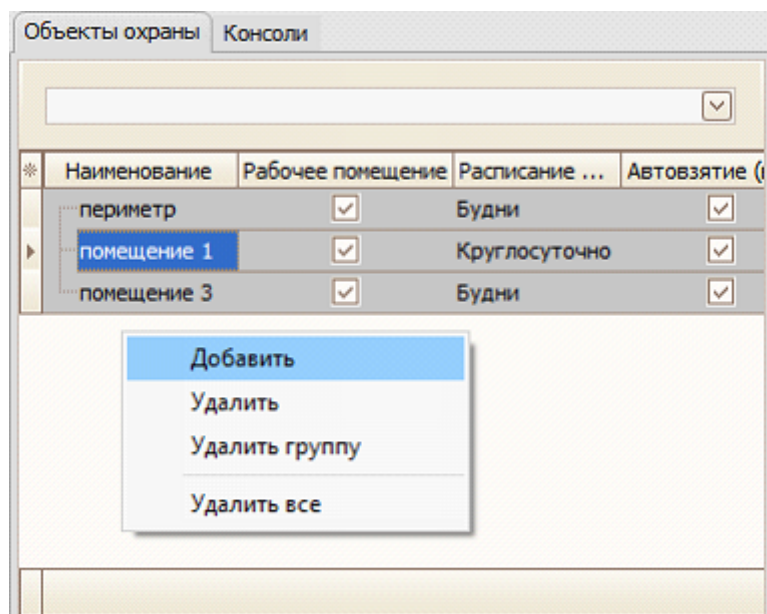 Объекты охраны Консоли
Наименование Рабочее помещение Расписание ... Автовзятие (
периметр Будни
помещение 1 Круглосуточно
помещение 3 Будни
Добавить
Удалить
Удалить группу
Удалить все